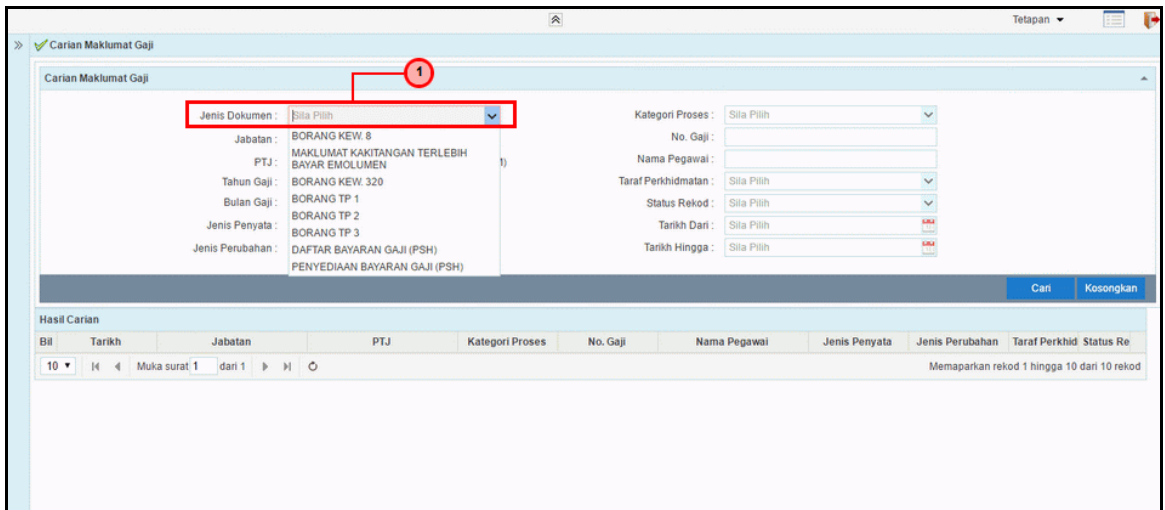 Tetapan
Carian Maklumat Gaji
Carian Maklumat Gaji
1
Jenis Dokumen : Sila Pilih
Jabatan :
PTJ :
Tahun Gaji :
Bulan Gaji :
Jenis Penyata :
Jenis Perubahan :
BORANG KEW. 8
MAKLUMAT KAKITANGAN TERLEBIH
BAYAR EMOLUMEN
BORANG KEW. 320
BORANG TP 1
BORANG TP 2
BORANG TP 3
DAFTAR BAYARAN GAJI (PSH)
PENYEDIAAN BAYARAN GAJI (PSH)
Kategori Proses : Sila Pilih
No. Gaji :
Nama Pegawai :
Taraf Perkhidmatan : Sila Pilih
Status Rekod : Sila Pilih
Tarikh Dari : Sila Pilih
Tarikh Hingga : Sila Pilih
Cari Kosongkan
Hasil Carian
Bil Tarikh Jabatan PTJ Kategori Proses No. Gaji Nama Pegawai Jenis Penyata Jenis Perubahan Taraf Perkhid Status Re
10 Muka surat 1 dari 1 Memaparkan rekod 1 hingga 10 dari 10 rekod